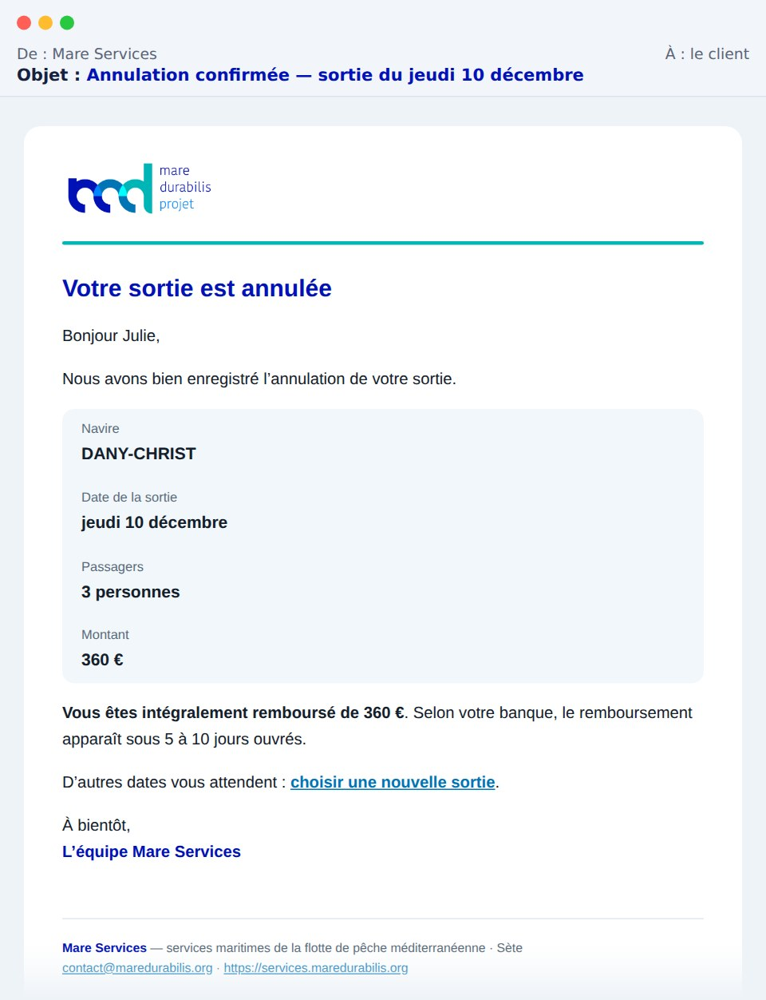 De : Mare Services
À : le client
Objet : Annulation confirmée — sortie du jeudi 10 décembre
mcd
mare
durabilis
projet
Votre sortie est annulée
Bonjour Julie,
Nous avons bien enregistré l’annulation de votre sortie.
Navire
DANY-CHRIST
Date de la sortie
jeudi 10 décembre
Passagers
3 personnes
Montant
360 €
Vous êtes intégralement remboursé de 360 €. Selon votre banque, le remboursement
apparaît sous 5 à 10 jours ouvrés.
D’autres dates vous attendent : choisir une nouvelle sortie.
À bientôt,
L’équipe Mare Services
Mare Services — services maritimes de la flotte de pêche méditerranéenne · Sète
contact@maredurabilis.org · https://services.maredurabilis.org